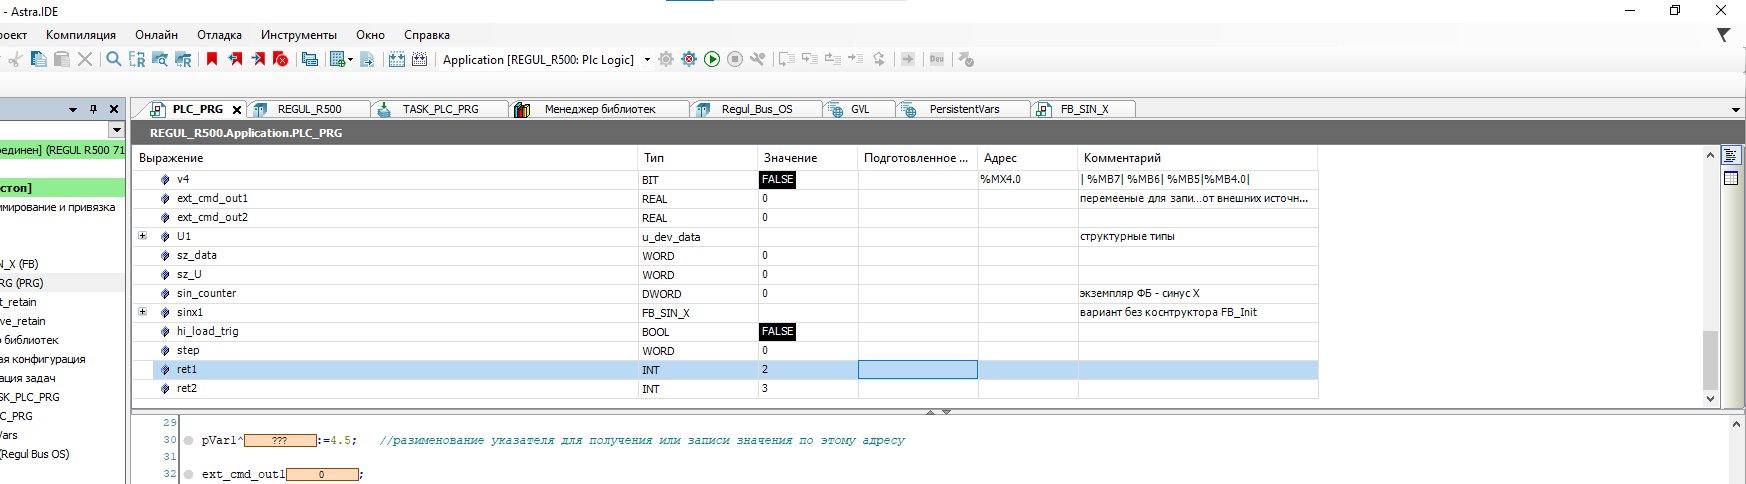 - Astra.IDE
роект Компиляция Онлайн Отладка Инструменты Окно Справка
Application [REGUL_R500: Plc Logic]
PLC_PRG REGUL_R500 TASK_PLC_PRG Менеджер библиотек Regul_Bus_OS GVL PersistentVars FB_SIN_X
REGUL_R500.Application.PLC_PRG
единен] (REGUL R500 71
стоп]
ммирование и привязка
N_X (FB)
RG (PRG)
t_retain
ve_retain
р библиотек
ая конфигурация
ация задач
SK_PLC_PRG
C_PRG
Vars
(Regul Bus OS)
Выражение Тип Значение Подготовленное ... Адрес Комментарий
v4 BIT FALSE %MX4.0 | %MB7| %MB6| %MB5|%MB4.0|
ext_cmd_out1 REAL 0 перемееные для запи...от внешних источн...
ext_cmd_out2 REAL 0
U1 u_dev_data структурные типы
sz_data WORD 0
sz_U WORD 0
sin_counter DWORD 0 экземпляр ФБ - синус X
sinx1 FB_SIN_X вариант без коснтруктора FB_Init
hi_load_trig BOOL FALSE
step WORD 0
ret1 INT 2
ret2 INT 3
29
30 pVar1^ ??? :=4.5; //разименование указателя для получения или записи значения по этому адресу
31
32 ext_cmd_out1 0 ;